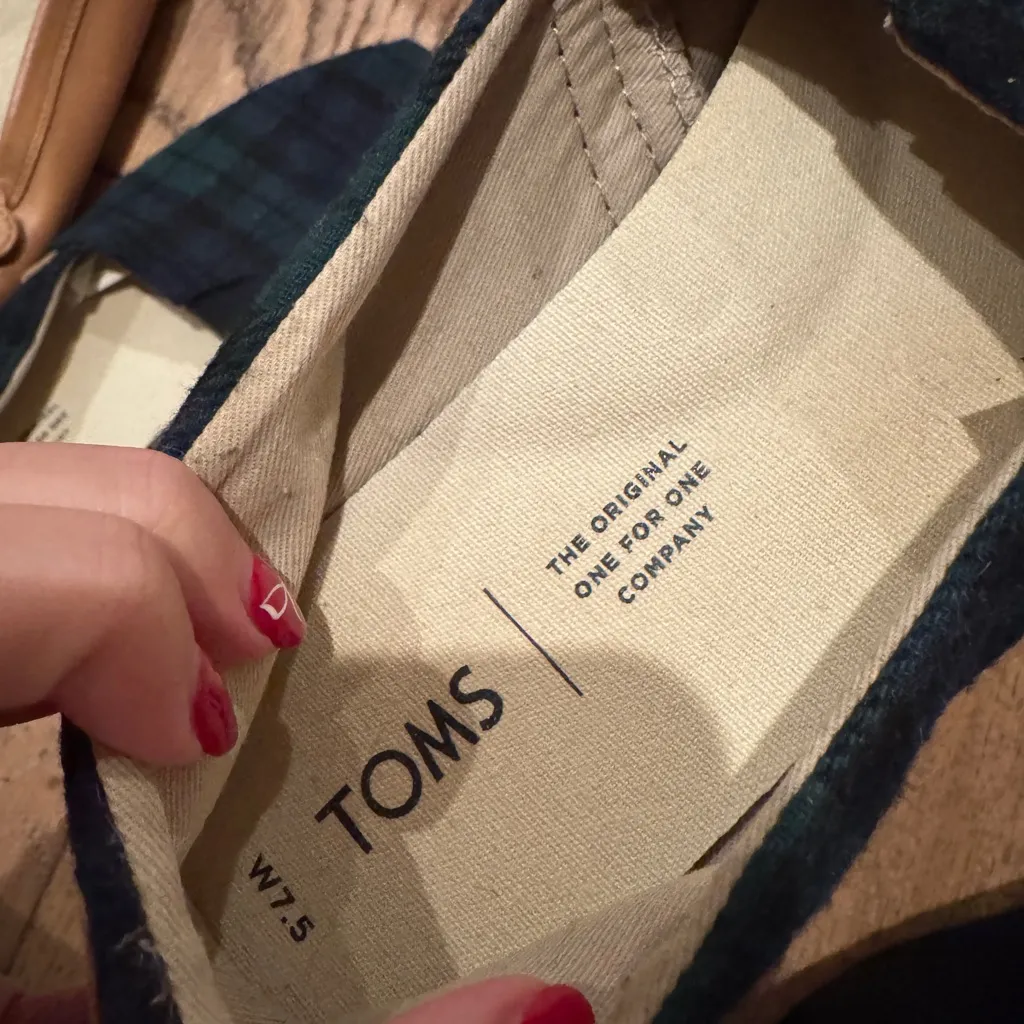 THE ORIGINAL
ONE FOR ONE
COMPANY
TOMS
W7.5